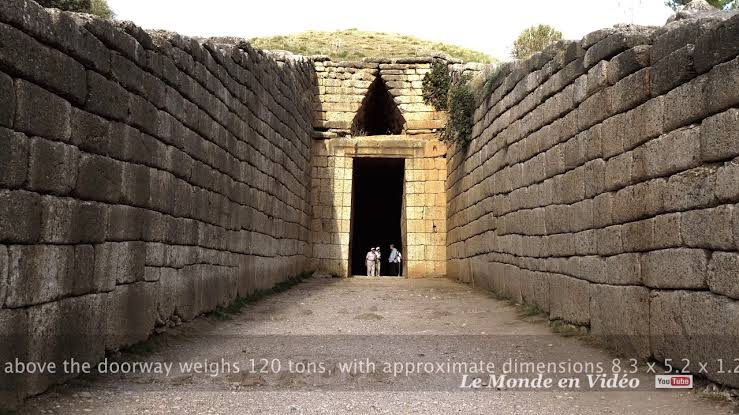 above the doorway weighs 120 tons, with approximate dimensions 8.3 x 5.2 x 1.2
Le Monde en Vidéo YouTube